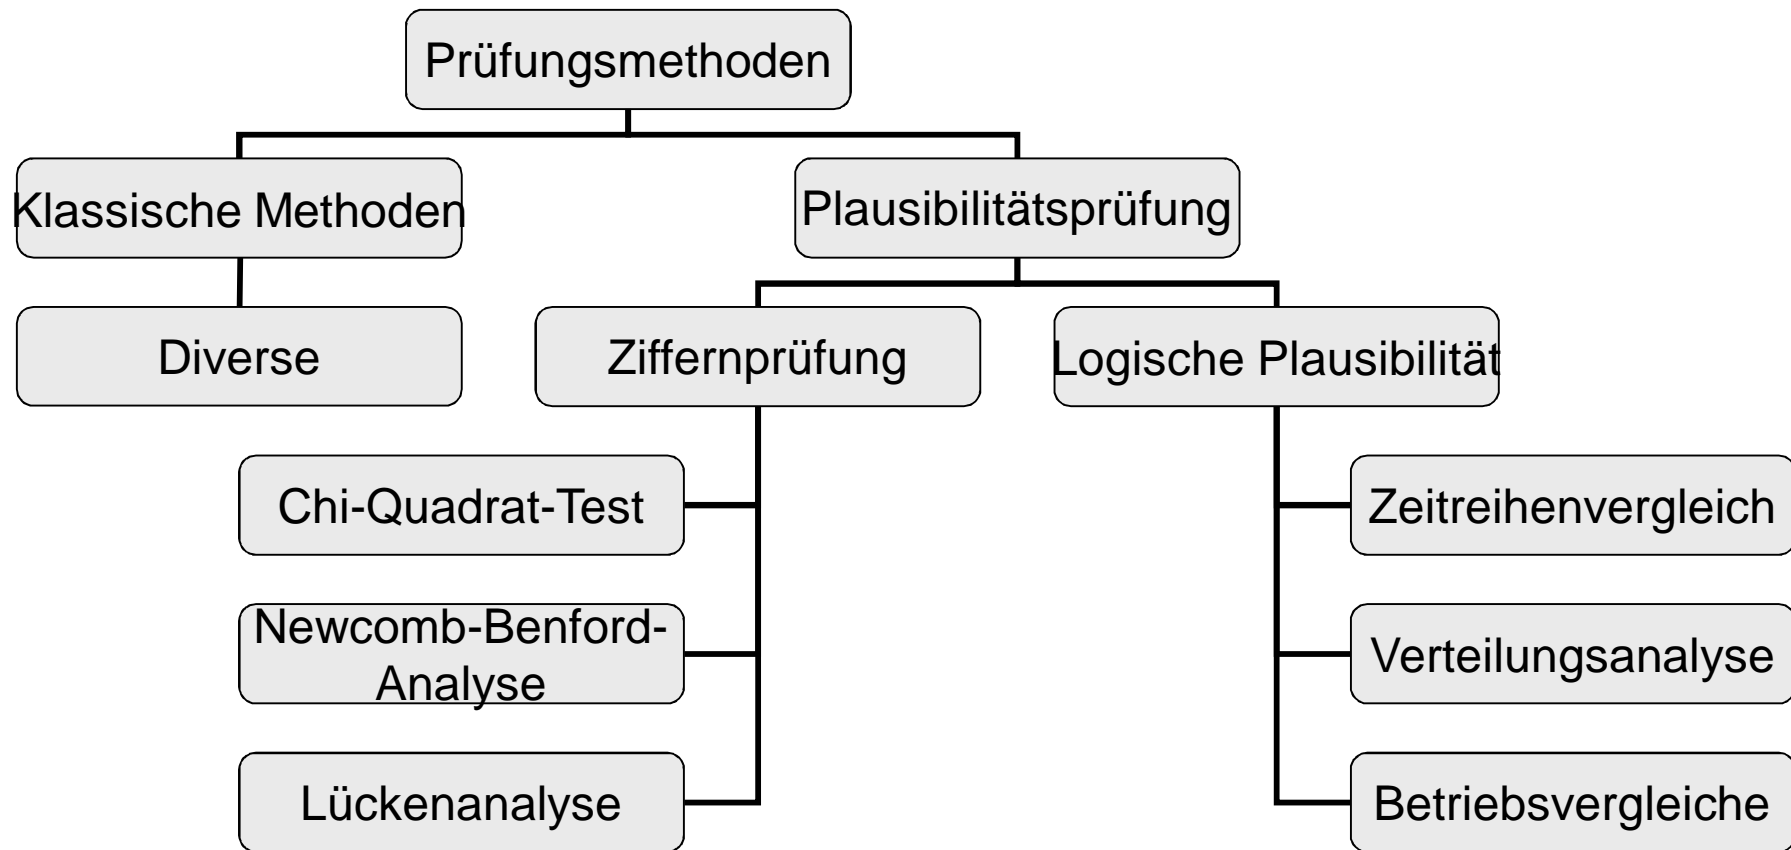 Prüfungsmethoden
Klassische Methoden
Plausibilitätsprüfung
Diverse
Ziffernprüfung
Logische Plausibilität
Chi-Quadrat-Test
Zeitreihenvergleich
Newcomb-Benford-
Analyse
Verteilungsanalyse
Lückenanalyse
Betriebsvergleiche